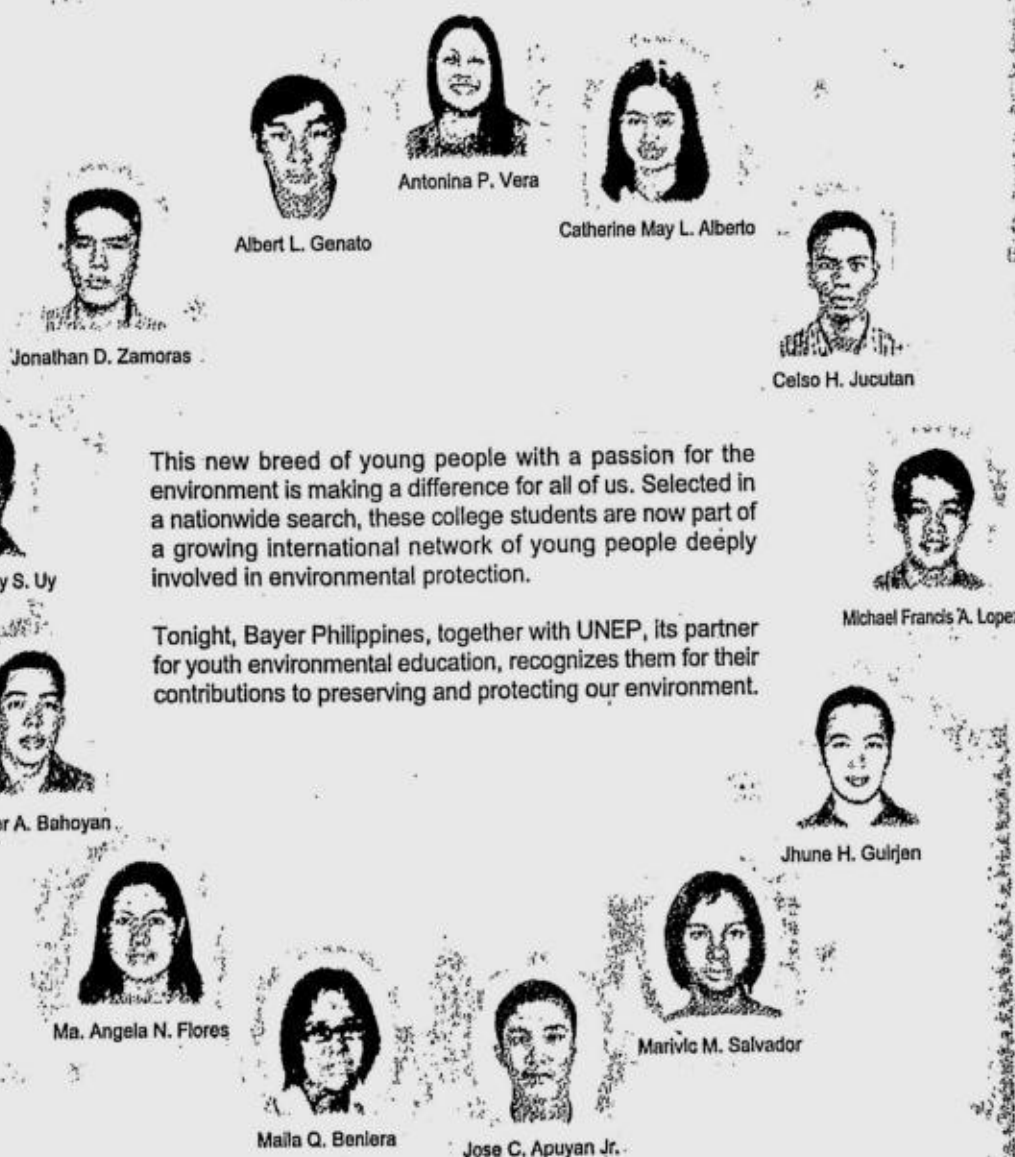 Antonina P. Vera
Albert L. Genato
Catherine May L. Alberto
Jonathan D. Zamoras
Celso H. Jucutan
This new breed of young people with a passion for the
environment is making a difference for all of us. Selected in
a nationwide search, these college students are now part of
a growing international network of young people deeply
involved in environmental protection.
y S. Uy
Michael Francis A. Lopez
Tonight, Bayer Philippines, together with UNEP, its partner
for youth environmental education, recognizes them for their
contributions to preserving and protecting our environment.
er A. Bahoyan
Jhune H. Guirjen
Ma. Angela N. Flores
Marivic M. Salvador
Maila Q. Beniera
Jose C. Apuyan Jr.